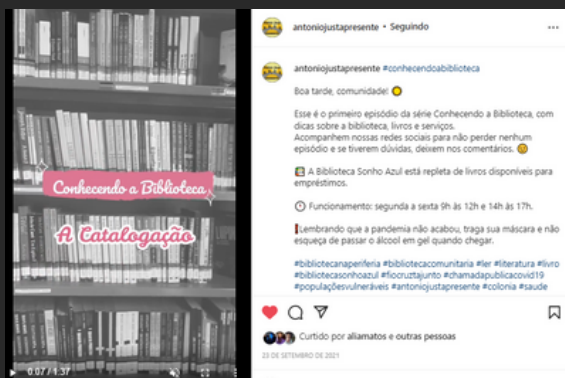 Conhecendo a Biblioteca
A Catalogação
0:07 / 1:37
antoniojustapresente • Seguindo
antoniojustapresente #conhecendoabiblioteca
Boa tarde, comunidade!
Esse é o primeiro episódio da série Conhecendo a Biblioteca, com
dicas sobre a biblioteca, livros e serviços.
Acompanhem nossas redes sociais para não perder nenhum
episódio e se tiverem dúvidas, deixem nos comentários.
A Biblioteca Sonho Azul está repleta de livros disponíveis para
empréstimos.
Funcionamento: segunda a sexta 9h às 12h e 14h às 17h.
Lembrando que a pandemia não acabou, traga sua máscara e não
esqueça de passar o álcool em gel quando chegar.
#bibliotecanaperiferia #bibliotecacomunitaria #ler #literatura #livro
#bibliotecasonhoazul #fiocruztajunto #chamadapublicacovid19
#populaçõesvulneráveis #antoniojustapresente #colonia #saude
Curtido por aliamatos e outras pessoas
23 DE SETEMBRO DE 2021